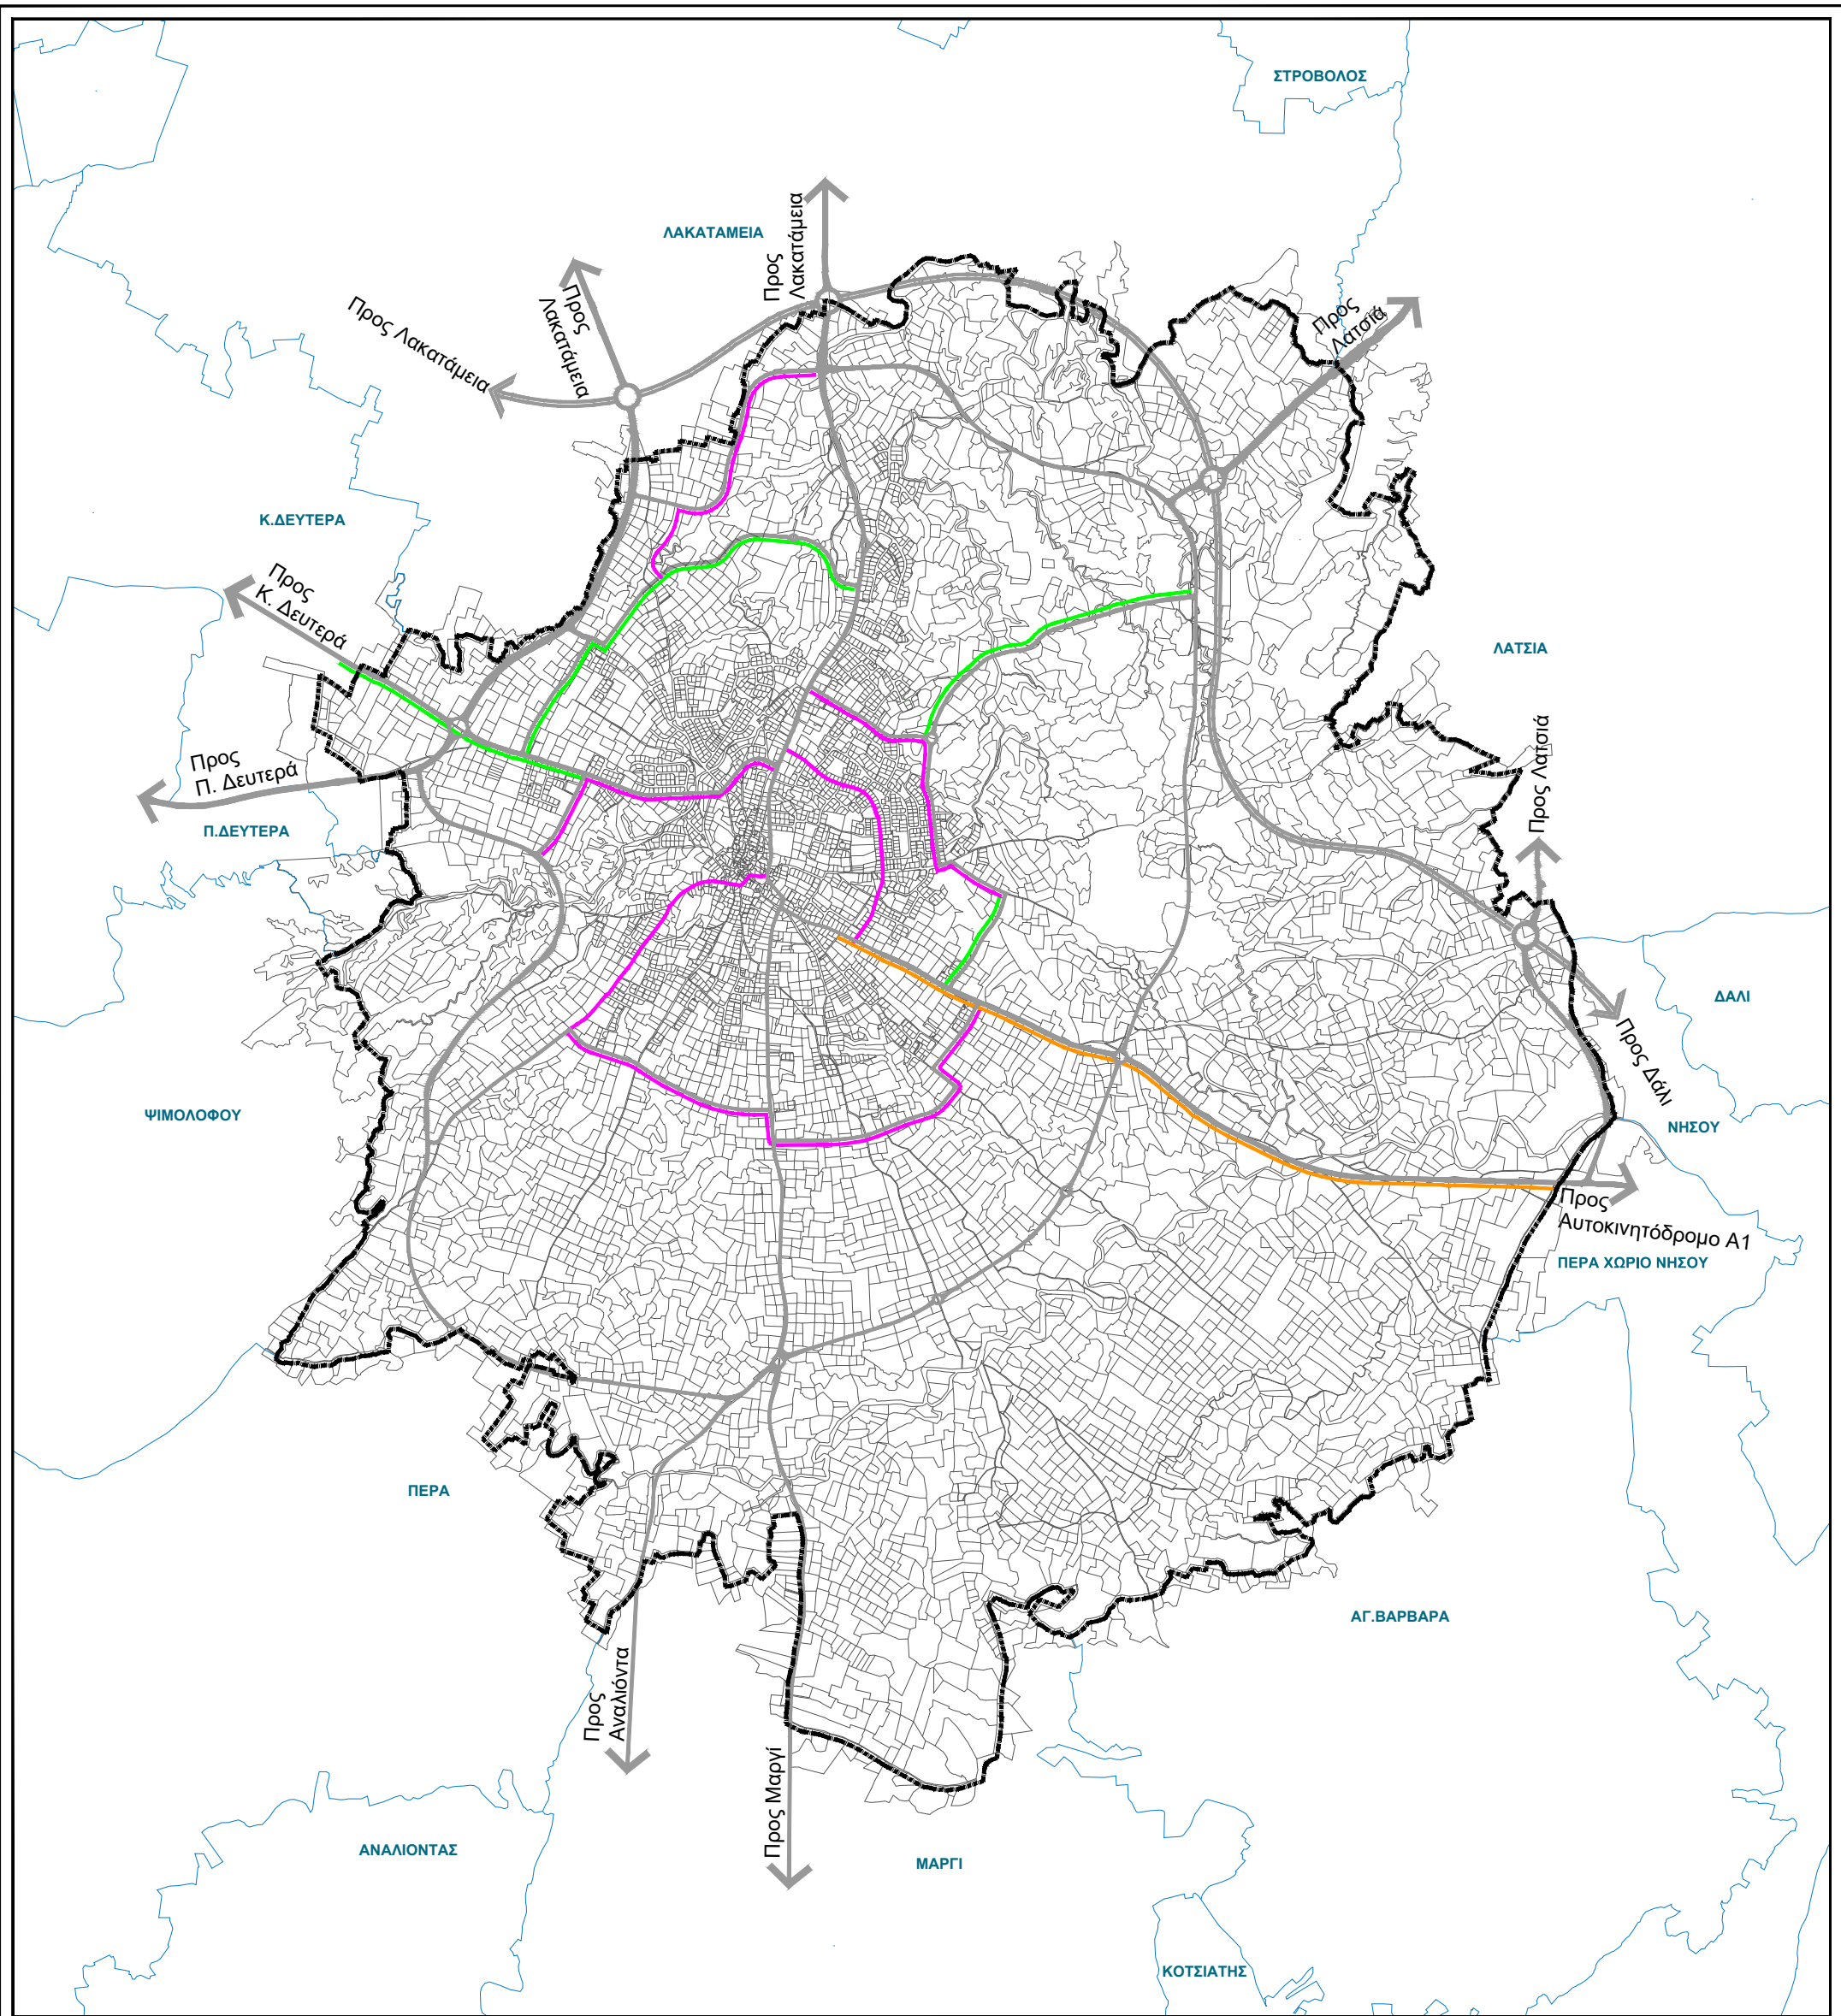 ΣΤΡΟΒΟΛΟΣ
ΛΑΚΑΤΑΜΕΙΑ
Προς
Λακατάμεια
Προς
Λακατάμεια
Προς Λακατάμεια
Προς
Λατσιά
Κ.ΔΕΥΤΕΡΑ
Προς
Κ. Δευτερά
ΛΑΤΣΙΑ
Προς
Π. Δευτερά
Προς Λατσιά
Π.ΔΕΥΤΕΡΑ
ΔΑΛΙ
Προς Δάλι
ΨΙΜΟΛΟΦΟΥ
ΝΗΣΟΥ
Προς
Αυτοκινητόδρομο Α1
ΠΕΡΑ ΧΩΡΙΟ ΝΗΣΟΥ
ΠΕΡΑ
ΑΓ.ΒΑΡΒΑΡΑ
Προς
Αναλιόντα
Προς Μαργί
ΑΝΑΛΙΟΝΤΑΣ
ΜΑΡΓΙ
ΚΟΤΣΙΑΤΗΣ